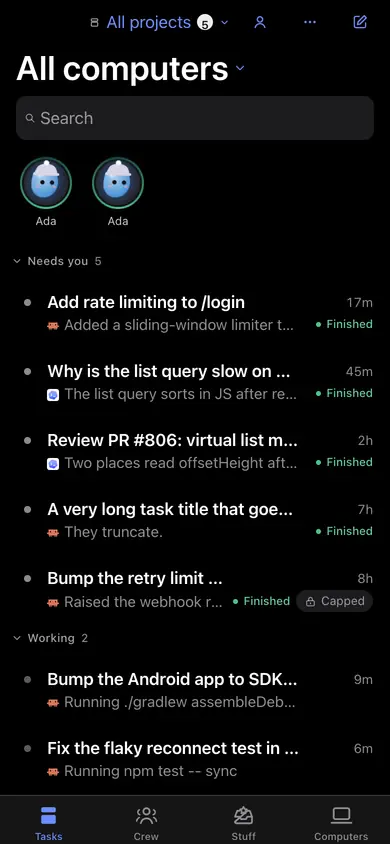 All projects 5
All computers
Search
Ada
Ada
Needs you 5
Add rate limiting to /login 17m
Added a sliding-window limiter t... Finished
Why is the list query slow on ... 45m
The list query sorts in JS after re... Finished
Review PR #806: virtual list m... 2h
Two places read offsetHeight aft... Finished
A very long task title that goe... 7h
They truncate. Finished
Bump the retry limit ... 8h
Raised the webhook r... Finished Capped
Working 2
Bump the Android app to SDK... 9m
Running ./gradlew assembleDeb...
Fix the flaky reconnect test in ... 6m
Running npm test -- sync
Tasks
Crew
Stuff
Computers